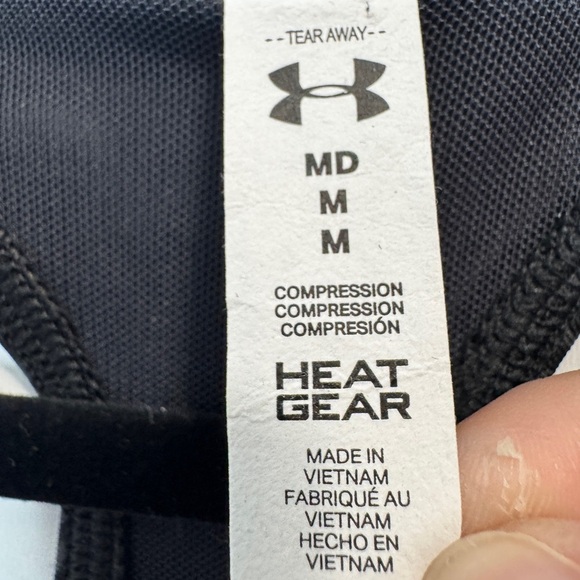 --TEAR AWAY--
MD
M
M
COMPRESSION
COMPRESSION
COMPRESIÓN
HEAT
GEAR
MADE IN
VIETNAM
FABRIQUÉ AU
VIETNAM
HECHO EN
VIETNAM